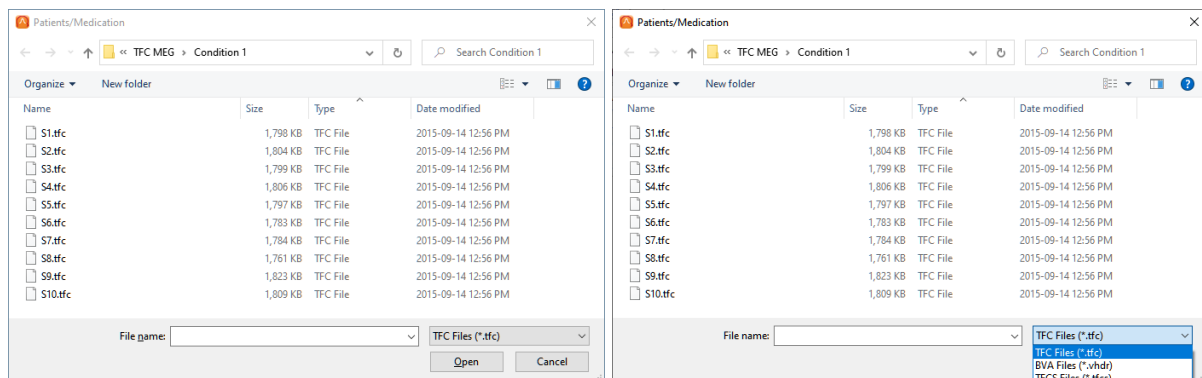 Patients/Medication
TFC MEG > Condition 1
Search Condition 1
Organize
New folder
Name Size Type Date modified
S1.tfc 1,798 KB TFC File 2015-09-14 12:56 PM
S2.tfc 1,804 KB TFC File 2015-09-14 12:56 PM
S3.tfc 1,799 KB TFC File 2015-09-14 12:56 PM
S4.tfc 1,806 KB TFC File 2015-09-14 12:56 PM
S5.tfc 1,797 KB TFC File 2015-09-14 12:56 PM
S6.tfc 1,783 KB TFC File 2015-09-14 12:56 PM
S7.tfc 1,784 KB TFC File 2015-09-14 12:56 PM
S8.tfc 1,761 KB TFC File 2015-09-14 12:56 PM
S9.tfc 1,823 KB TFC File 2015-09-14 12:56 PM
S10.tfc 1,809 KB TFC File 2015-09-14 12:56 PM
File name:
TFC Files (*.tfc)
Open
Cancel
Patients/Medication
TFC MEG > Condition 1
Search Condition 1
Organize
New folder
Name Size Type Date modified
S1.tfc 1,798 KB TFC File 2015-09-14 12:56 PM
S2.tfc 1,804 KB TFC File 2015-09-14 12:56 PM
S3.tfc 1,799 KB TFC File 2015-09-14 12:56 PM
S4.tfc 1,806 KB TFC File 2015-09-14 12:56 PM
S5.tfc 1,797 KB TFC File 2015-09-14 12:56 PM
S6.tfc 1,783 KB TFC File 2015-09-14 12:56 PM
S7.tfc 1,784 KB TFC File 2015-09-14 12:56 PM
S8.tfc 1,761 KB TFC File 2015-09-14 12:56 PM
S9.tfc 1,823 KB TFC File 2015-09-14 12:56 PM
S10.tfc 1,809 KB TFC File 2015-09-14 12:56 PM
File name:
TFC Files (*.tfc)
TFC Files (*.tfc)
BVA Files (*.vhdr)